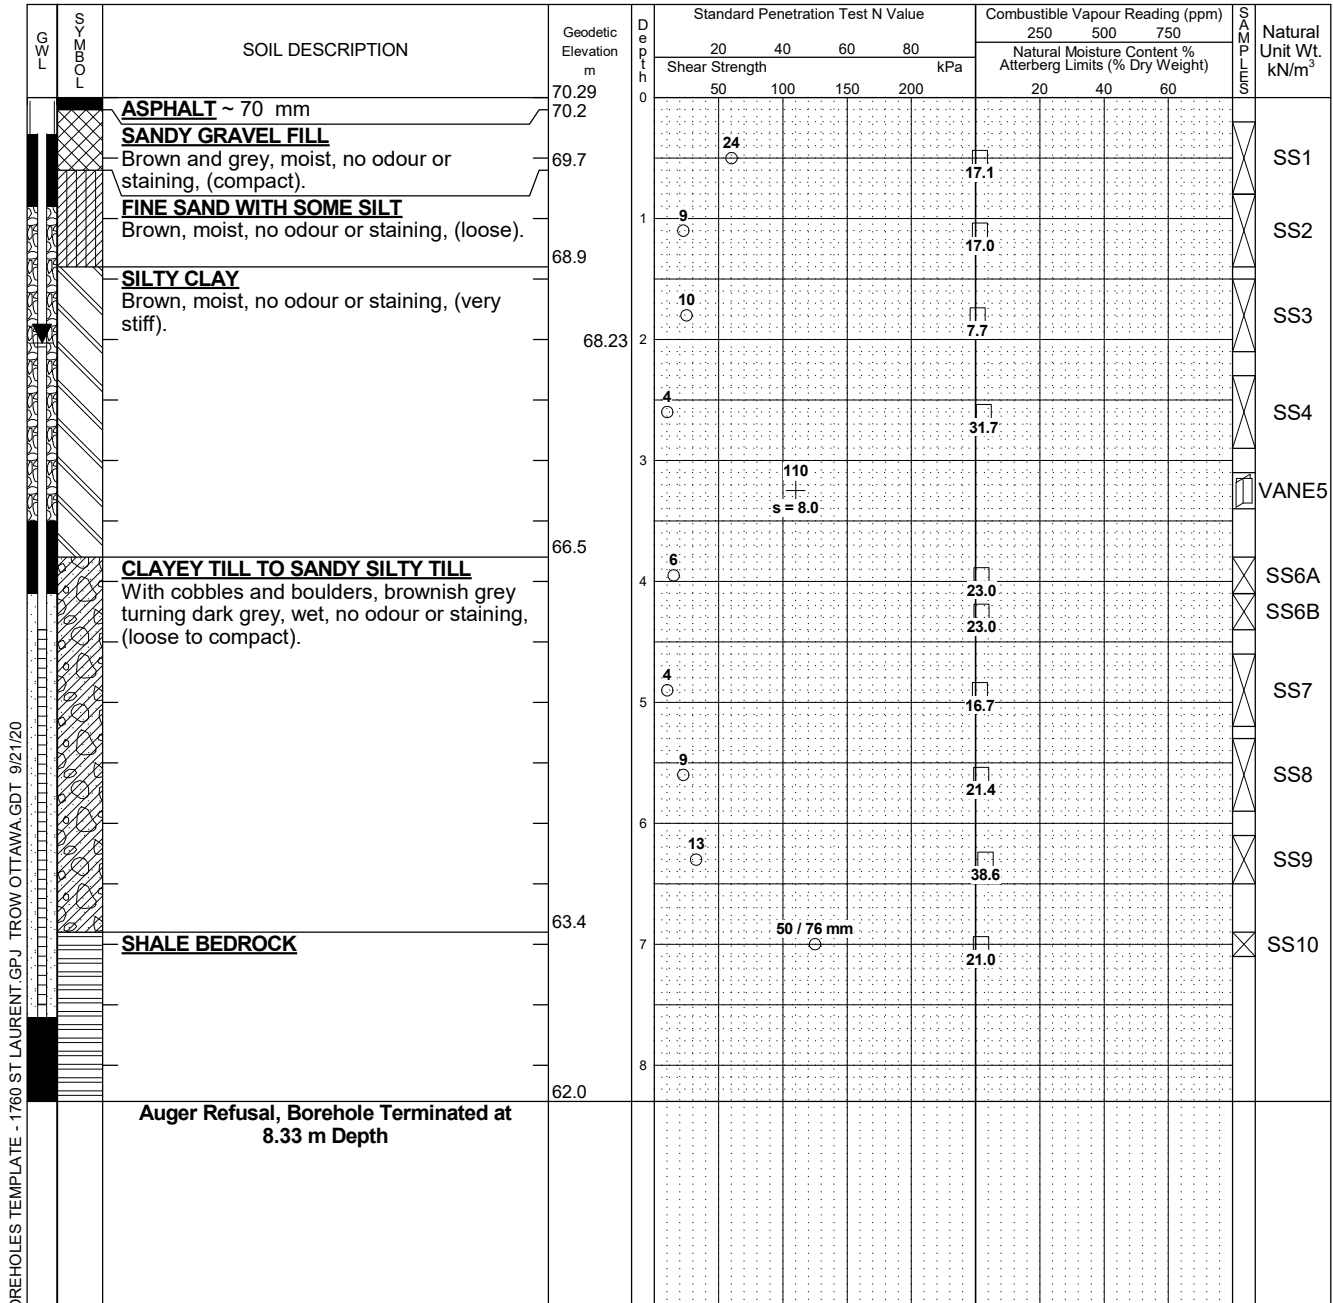 GWL
SYMBOL
SOIL DESCRIPTION
Geodetic
Elevation
m
Depth
Standard Penetration Test N Value
20 40 60 80
Shear Strength kPa
50 100 150 200
Combustible Vapour Reading (ppm)
250 500 750
Natural Moisture Content %
Atterberg Limits (% Dry Weight)
20 40 60
SAMPLES
Natural
Unit Wt.
kN/m³
70.29
0
ASPHALT ~ 70 mm
70.2
SANDY GRAVEL FILL
Brown and grey, moist, no odour or
staining, (compact).
69.7
24
17.1
SS1
FINE SAND WITH SOME SILT
Brown, moist, no odour or staining, (loose).
68.9
1
9
17.0
SS2
SILTY CLAY
Brown, moist, no odour or staining, (very
stiff).
10
7.7
SS3
68.23
2
4
31.7
SS4
3
110
s = 8.0
VANE5
66.5
CLAYEY TILL TO SANDY SILTY TILL
With cobbles and boulders, brownish grey
turning dark grey, wet, no odour or staining,
(loose to compact).
6
4
23.0
SS6A
23.0
SS6B
4
16.7
SS7
5
9
21.4
SS8
6
13
38.6
SS9
63.4
SHALE BEDROCK
50 / 76 mm
7
21.0
SS10
8
62.0
Auger Refusal, Borehole Terminated at
8.33 m Depth
OREHOLES TEMPLATE - 1760 ST LAURENT.GPJ TROW OTTAWA.GDT 9/21/20